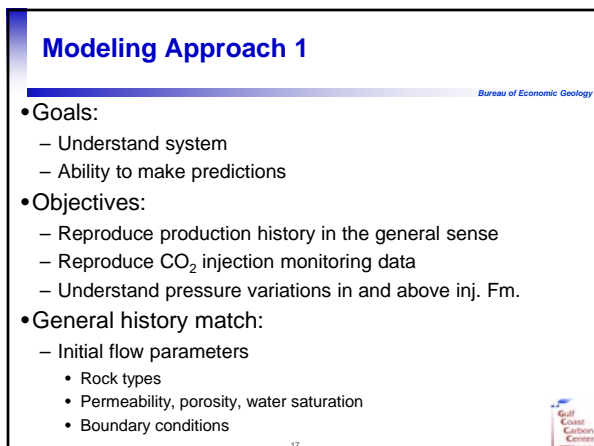 Modeling Approach 1
Bureau of Economic Geology
•Goals:
– Understand system
– Ability to make predictions
•Objectives:
– Reproduce production history in the general sense
– Reproduce CO₂ injection monitoring data
– Understand pressure variations in and above inj. Fm.
•General history match:
– Initial flow parameters
• Rock types
• Permeability, porosity, water saturation
• Boundary conditions
17
Gulf
Coast
Carbon
Center